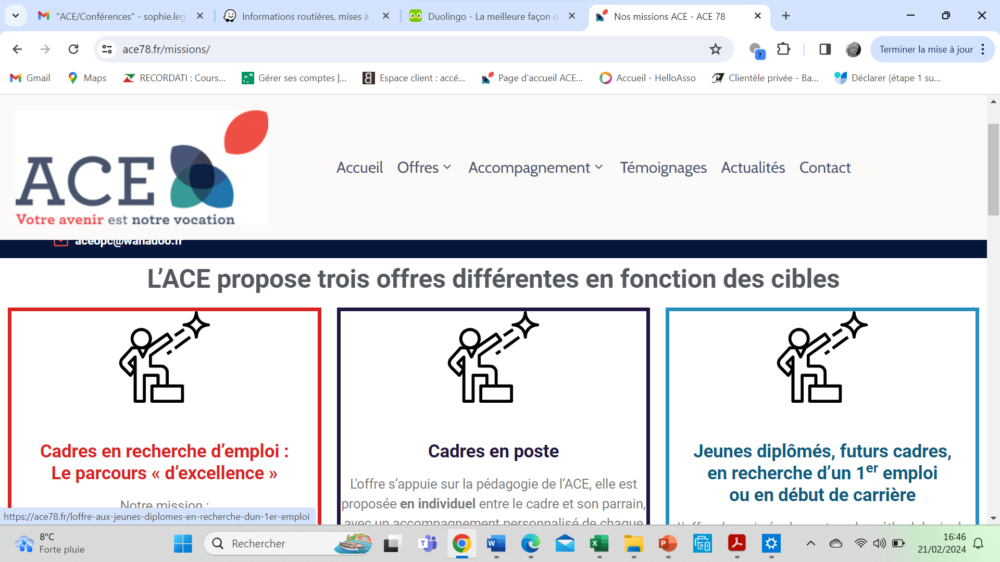 "ACE/Conférences" - sophie.leg
Informations routières, mises à j
Duolingo - La meilleure façon d
Nos missions ACE - ACE 78
ace78.fr/missions/
Terminer la mise à jour
Gmail
Maps
RECORDATI : Cours...
Gérer ses comptes |...
Espace client : accé...
Page d'accueil ACE...
Accueil - HelloAsso
Clientèle privée - Ba...
Déclarer (étape 1 su...
ACE
Votre avenir est notre vocation
Accueil
Offres
Accompagnement
Témoignages
Actualités
Contact
aceopc@wanadoo.fr
L’ACE propose trois offres différentes en fonction des cibles
Cadres en recherche d’emploi :
Le parcours « d’excellence »
Notre mission :
Cadres en poste
L'offre s’appuie sur la pédagogie de l’ACE, elle est
proposée en individuel entre le cadre et son parrain,
avec un accompagnement personnalisé de chaque
Jeunes diplômés, futurs cadres,
en recherche d’un 1er emploi
ou en début de carrière
https://ace78.fr/loffre-aux-jeunes-diplomes-en-recherche-dun-1er-emploi
8°C
Forte pluie
Rechercher
16:46
21/02/2024